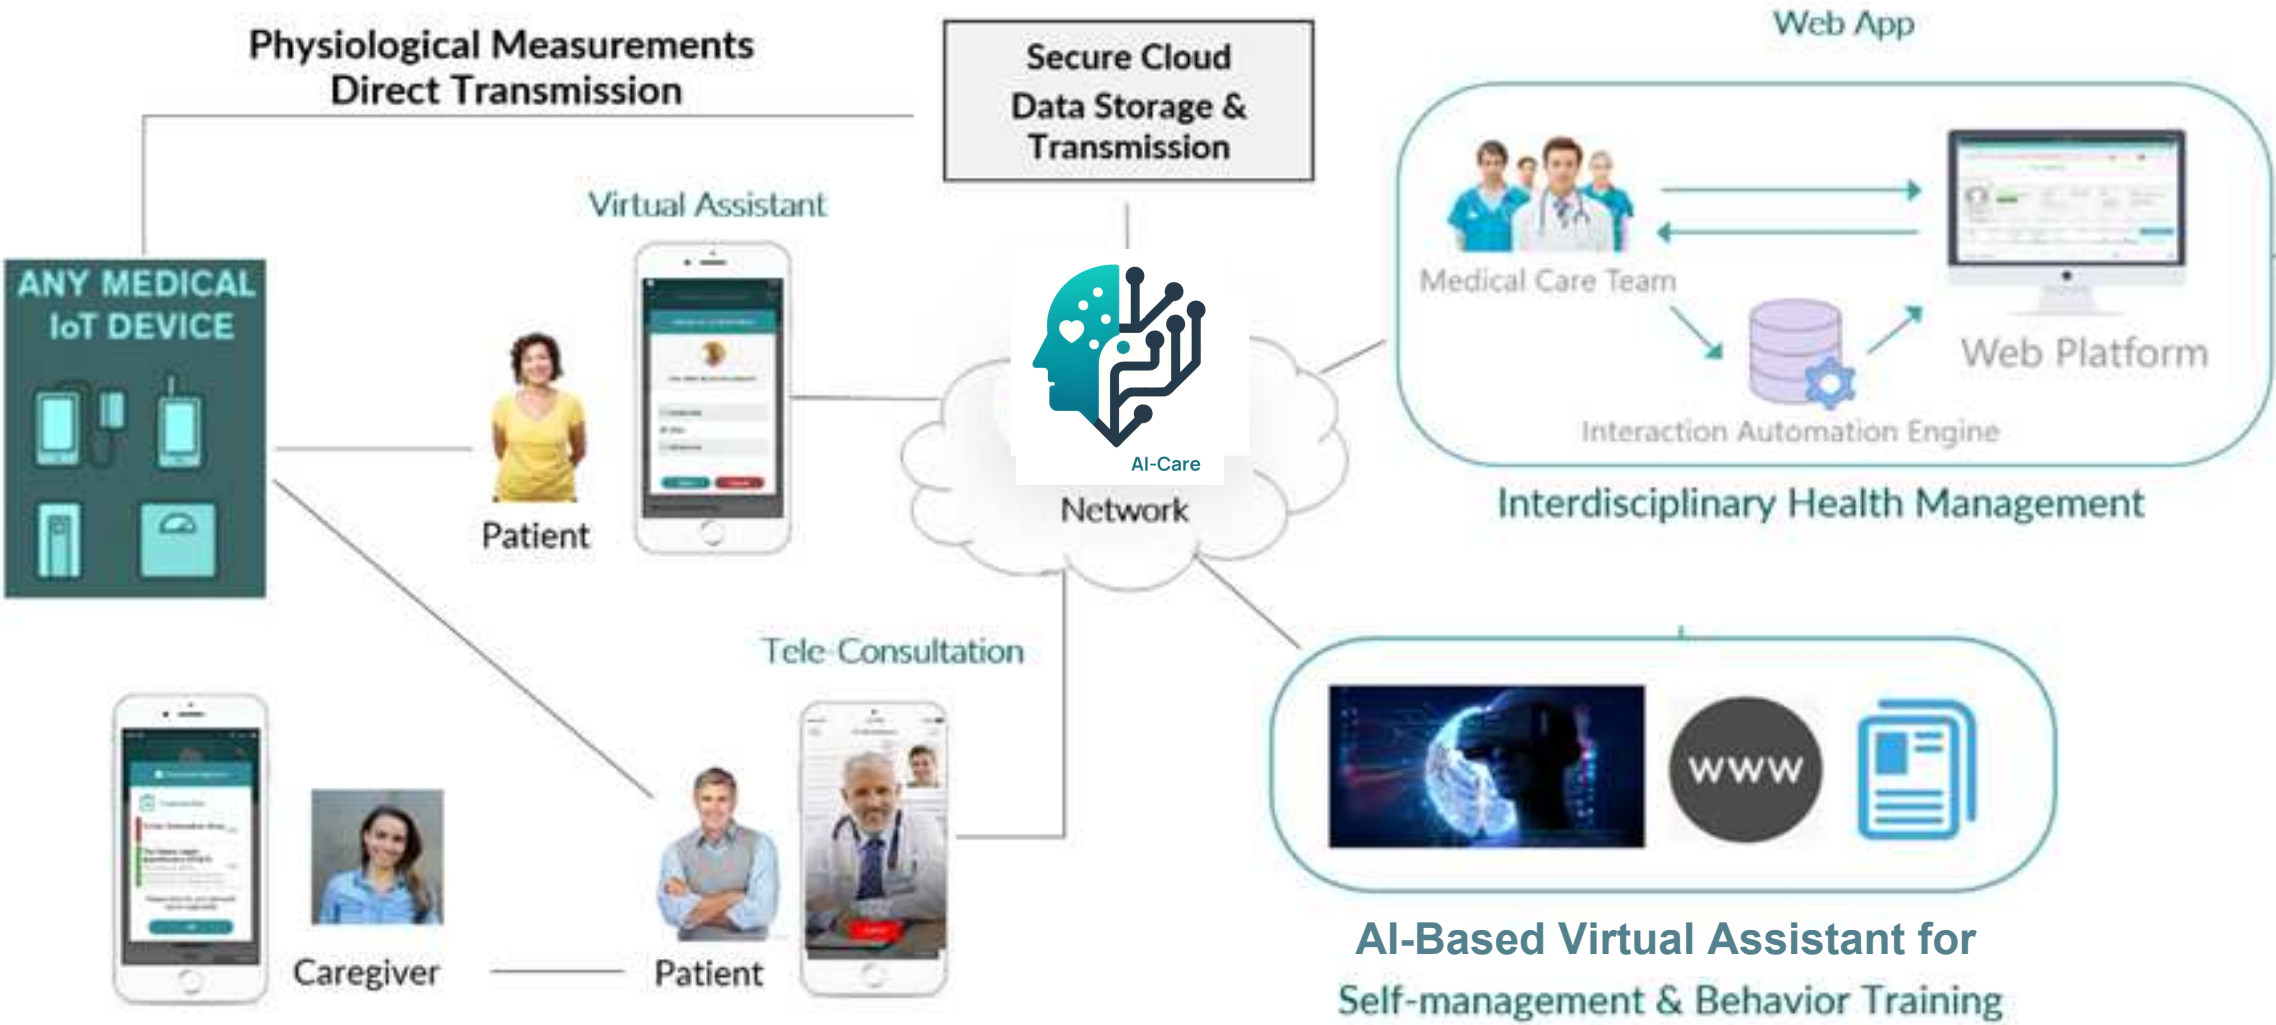 Physiological Measurements
Direct Transmission
Secure Cloud
Data Storage &
Transmission
Web App
Virtual Assistant
ANY MEDICAL
IoT DEVICE
Medical Care Team
Web Platform
Interaction Automation Engine
AI-Care
Network
Patient
Interdisciplinary Health Management
Tele-Consultation
www
Caregiver
Patient
AI-Based Virtual Assistant for
Self-management & Behavior Training